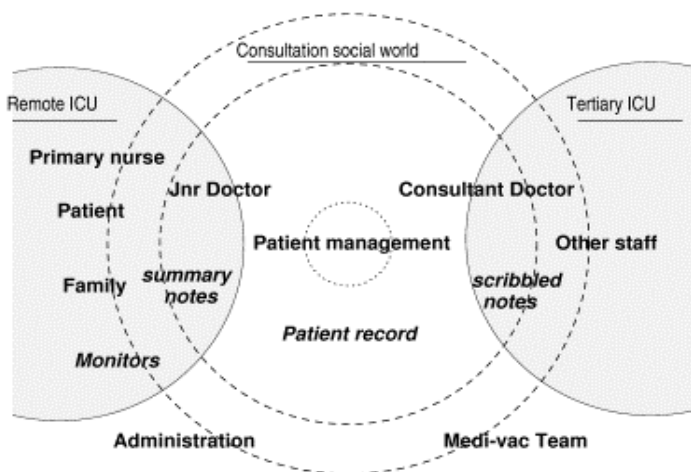 Consultation social world
Remote ICU
Tertiary ICU
Primary nurse
Jnr Doctor
Consultant Doctor
Patient
Patient management
Other staff
Family
summary
notes
scribbled
notes
Patient record
Monitors
Administration
Medi-vac Team